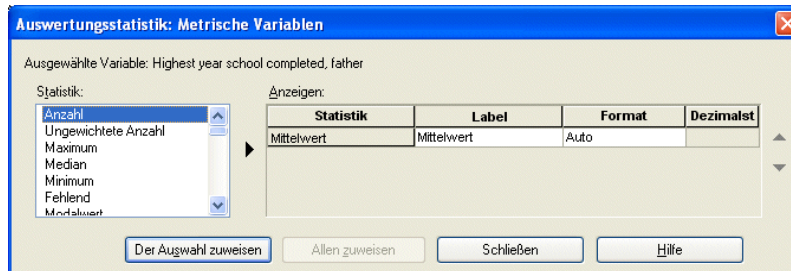 Auswertungsstatistik: Metrische Variablen
Ausgewählte Variable: Highest year school completed, father
Statistik:
Anzeigen:
Anzahl
Ungewichtete Anzahl
Maximum
Median
Minimum
Fehlend
Modalwert
Statistik Label Format Dezimalst
Mittelwert Mittelwert Auto
Der Auswahl zuweisen Allen zuweisen Schließen Hilfe